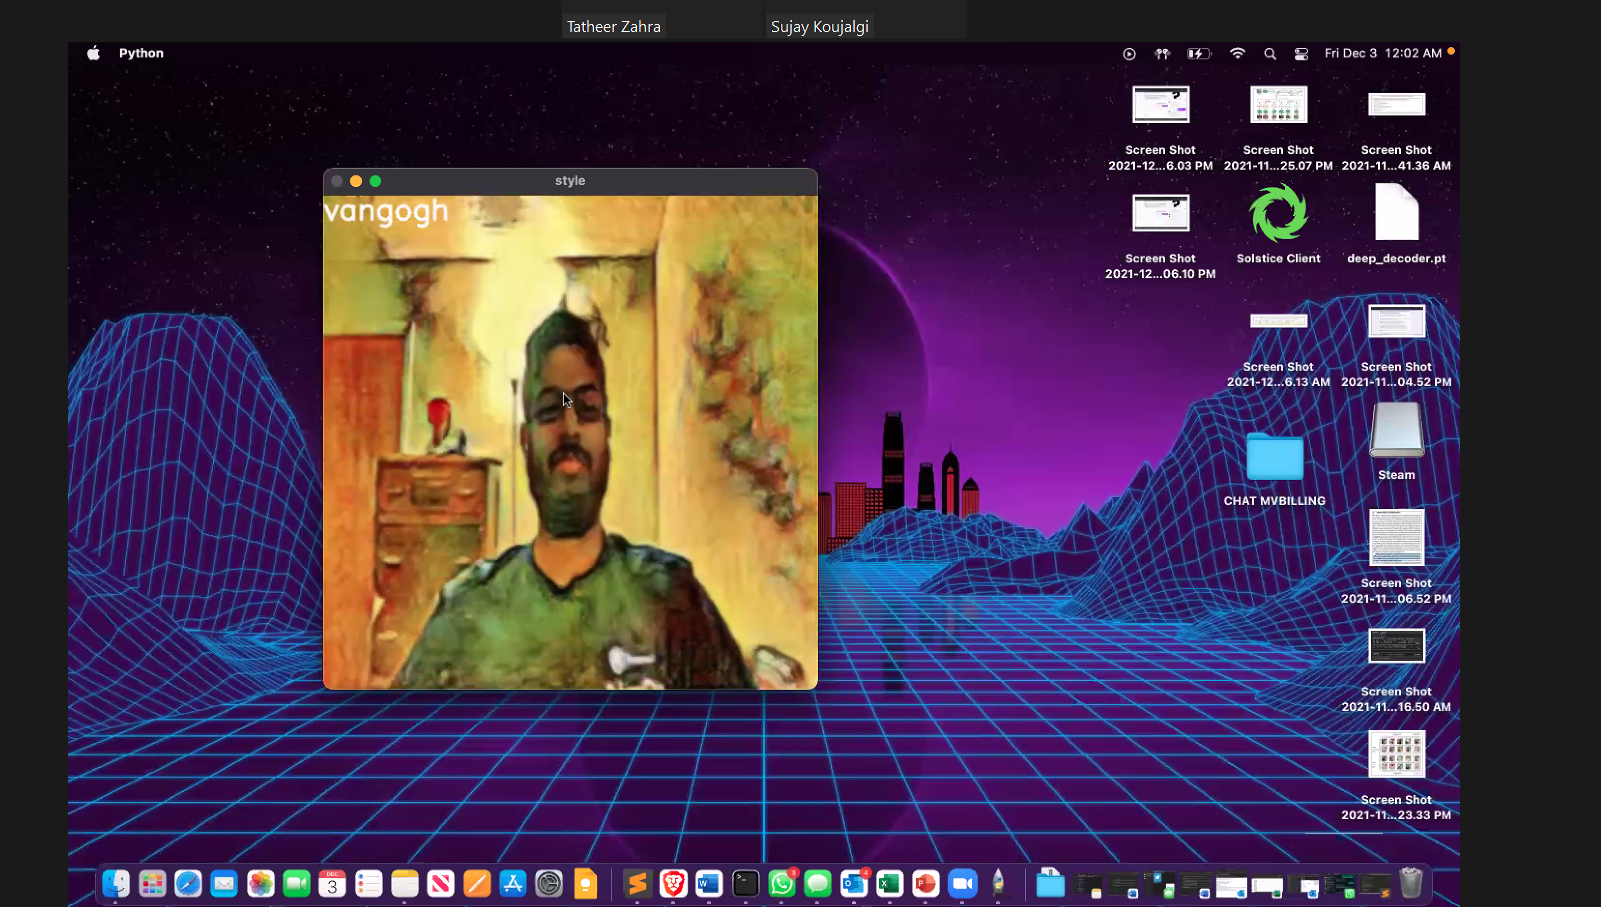 Tatheer Zahra
Sujay Koujalgi
Python
Fri Dec 3 12:02 AM
style
vangogh
Screen Shot
2021-12...6.03 PM
Screen Shot
2021-11...25.07 PM
Screen Shot
2021-11...41.36 AM
Screen Shot
2021-12...06.10 PM
Solstice Client
deep_decoder.pt
Screen Shot
2021-12...6.13 AM
Screen Shot
2021-11...04.52 PM
CHAT MVBILLING
Steam
Screen Shot
2021-11...06.52 PM
Screen Shot
2021-11...16.50 AM
Screen Shot
2021-11...23.33 PM
DEC
3